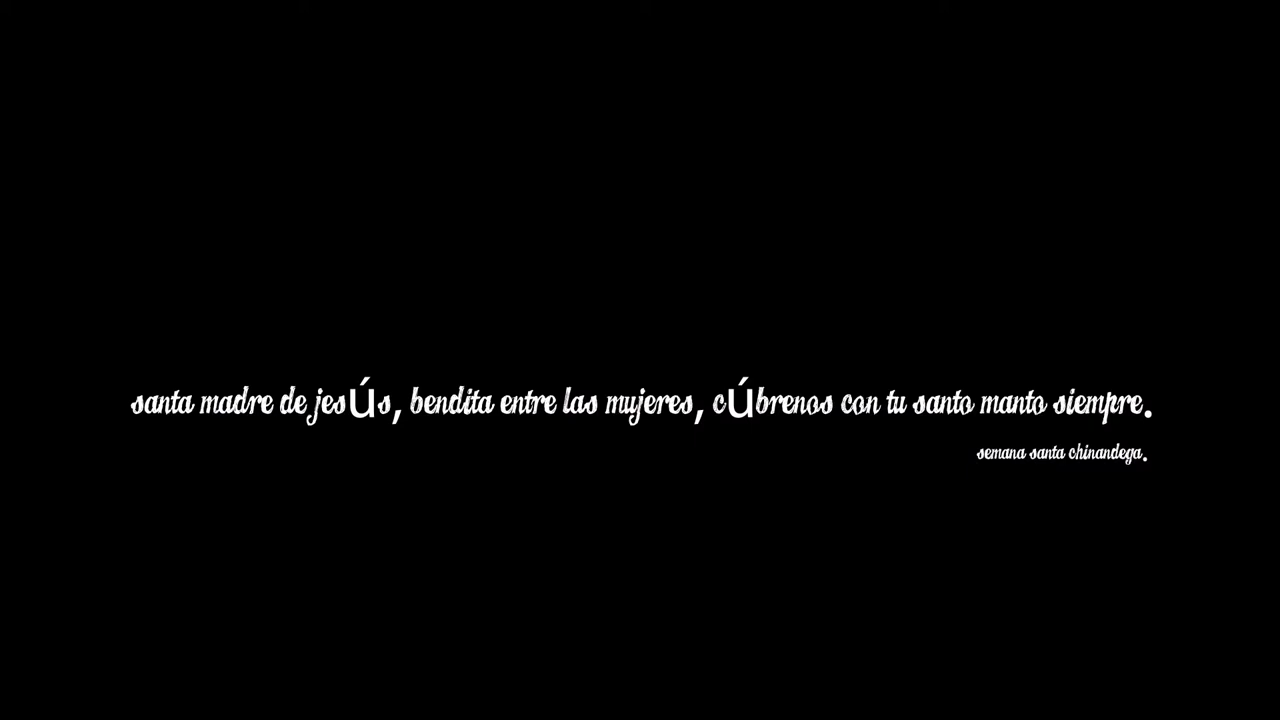 santa madre de jesús, bendita entre las mujeres, cúbrenos con tu santo manto siempre.
semana santa chinandega.